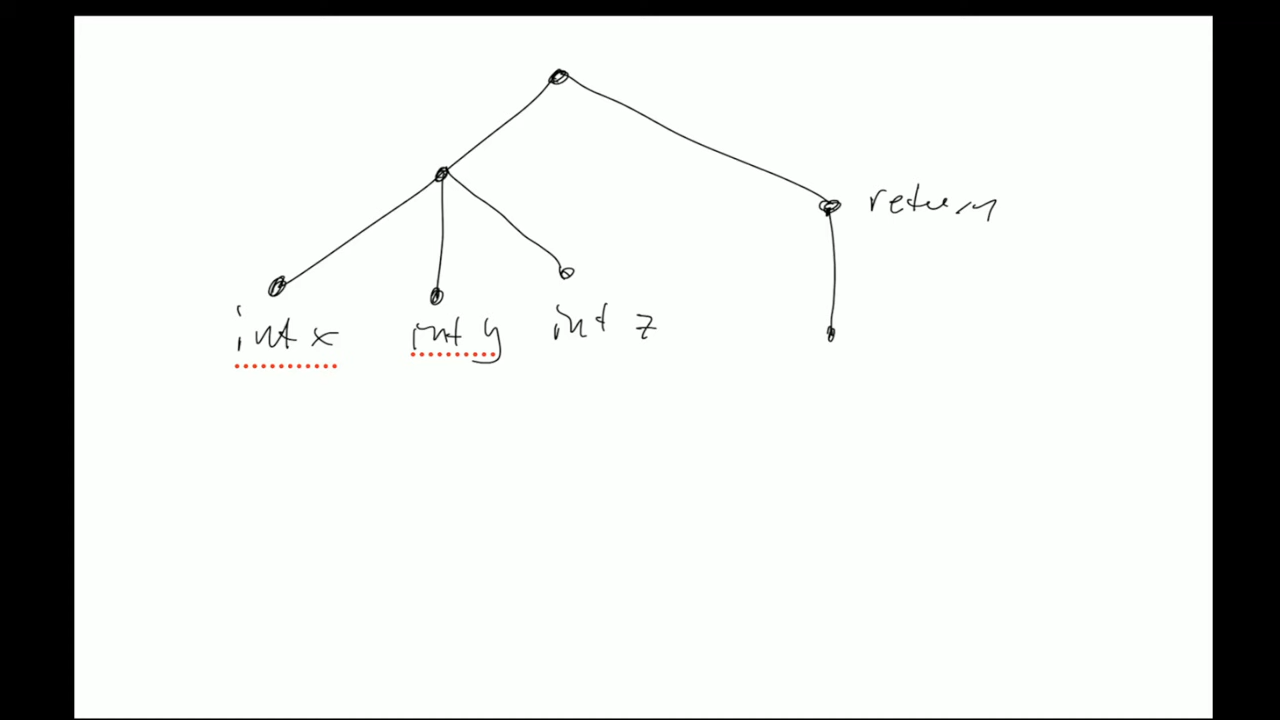 return
int x
int y
int z